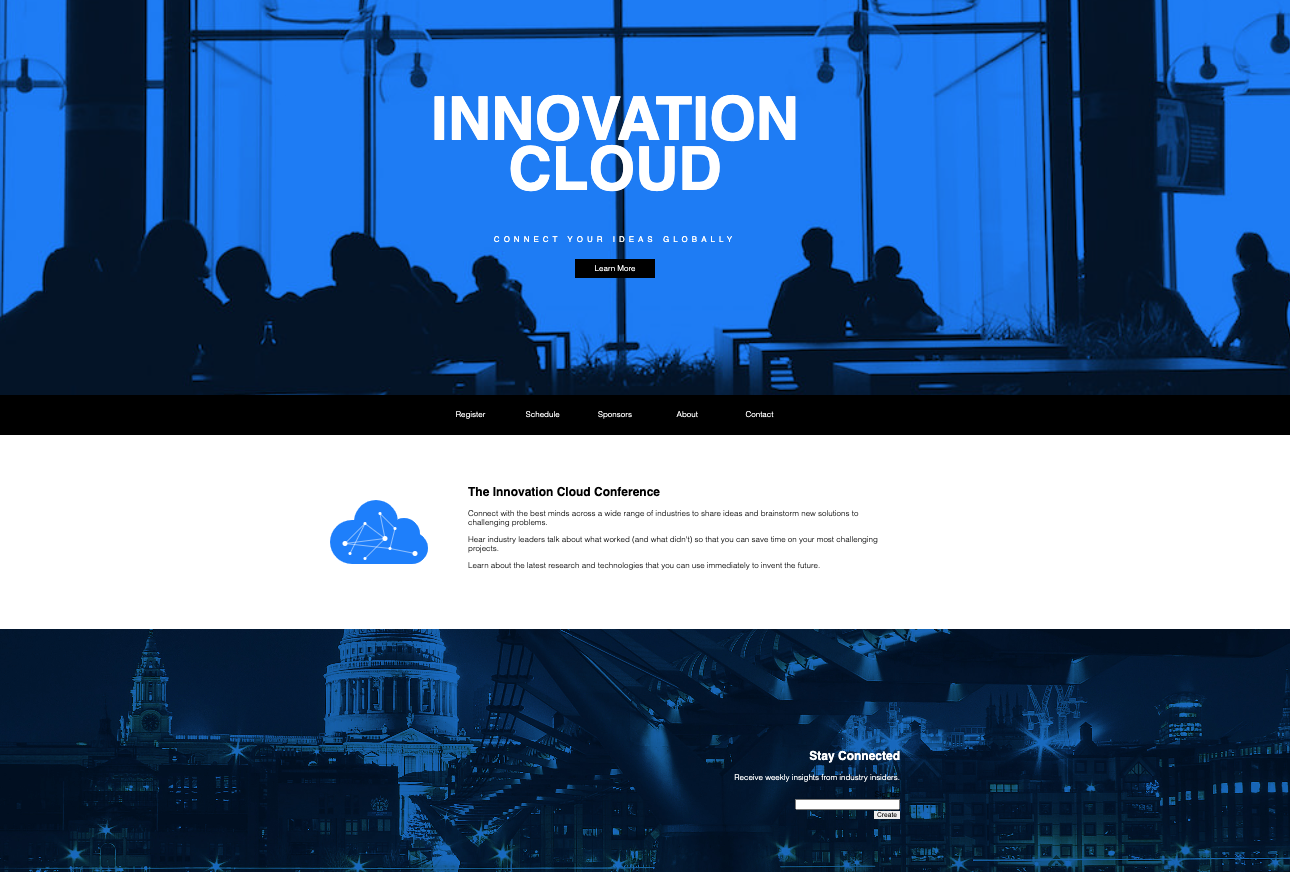 INNOVATION
CLOUD
CONNECT YOUR IDEAS GLOBALLY
Learn More
Register Schedule Sponsors About Contact
The Innovation Cloud Conference
Connect with the best minds across a wide range of industries to share ideas and brainstorm new solutions to
challenging problems.
Hear industry leaders talk about what worked (and what didn't) so that you can save time on your most challenging
projects.
Learn about the latest research and technologies that you can use immediately to invent the future.
Stay Connected
Receive weekly insights from industry insiders.
Create